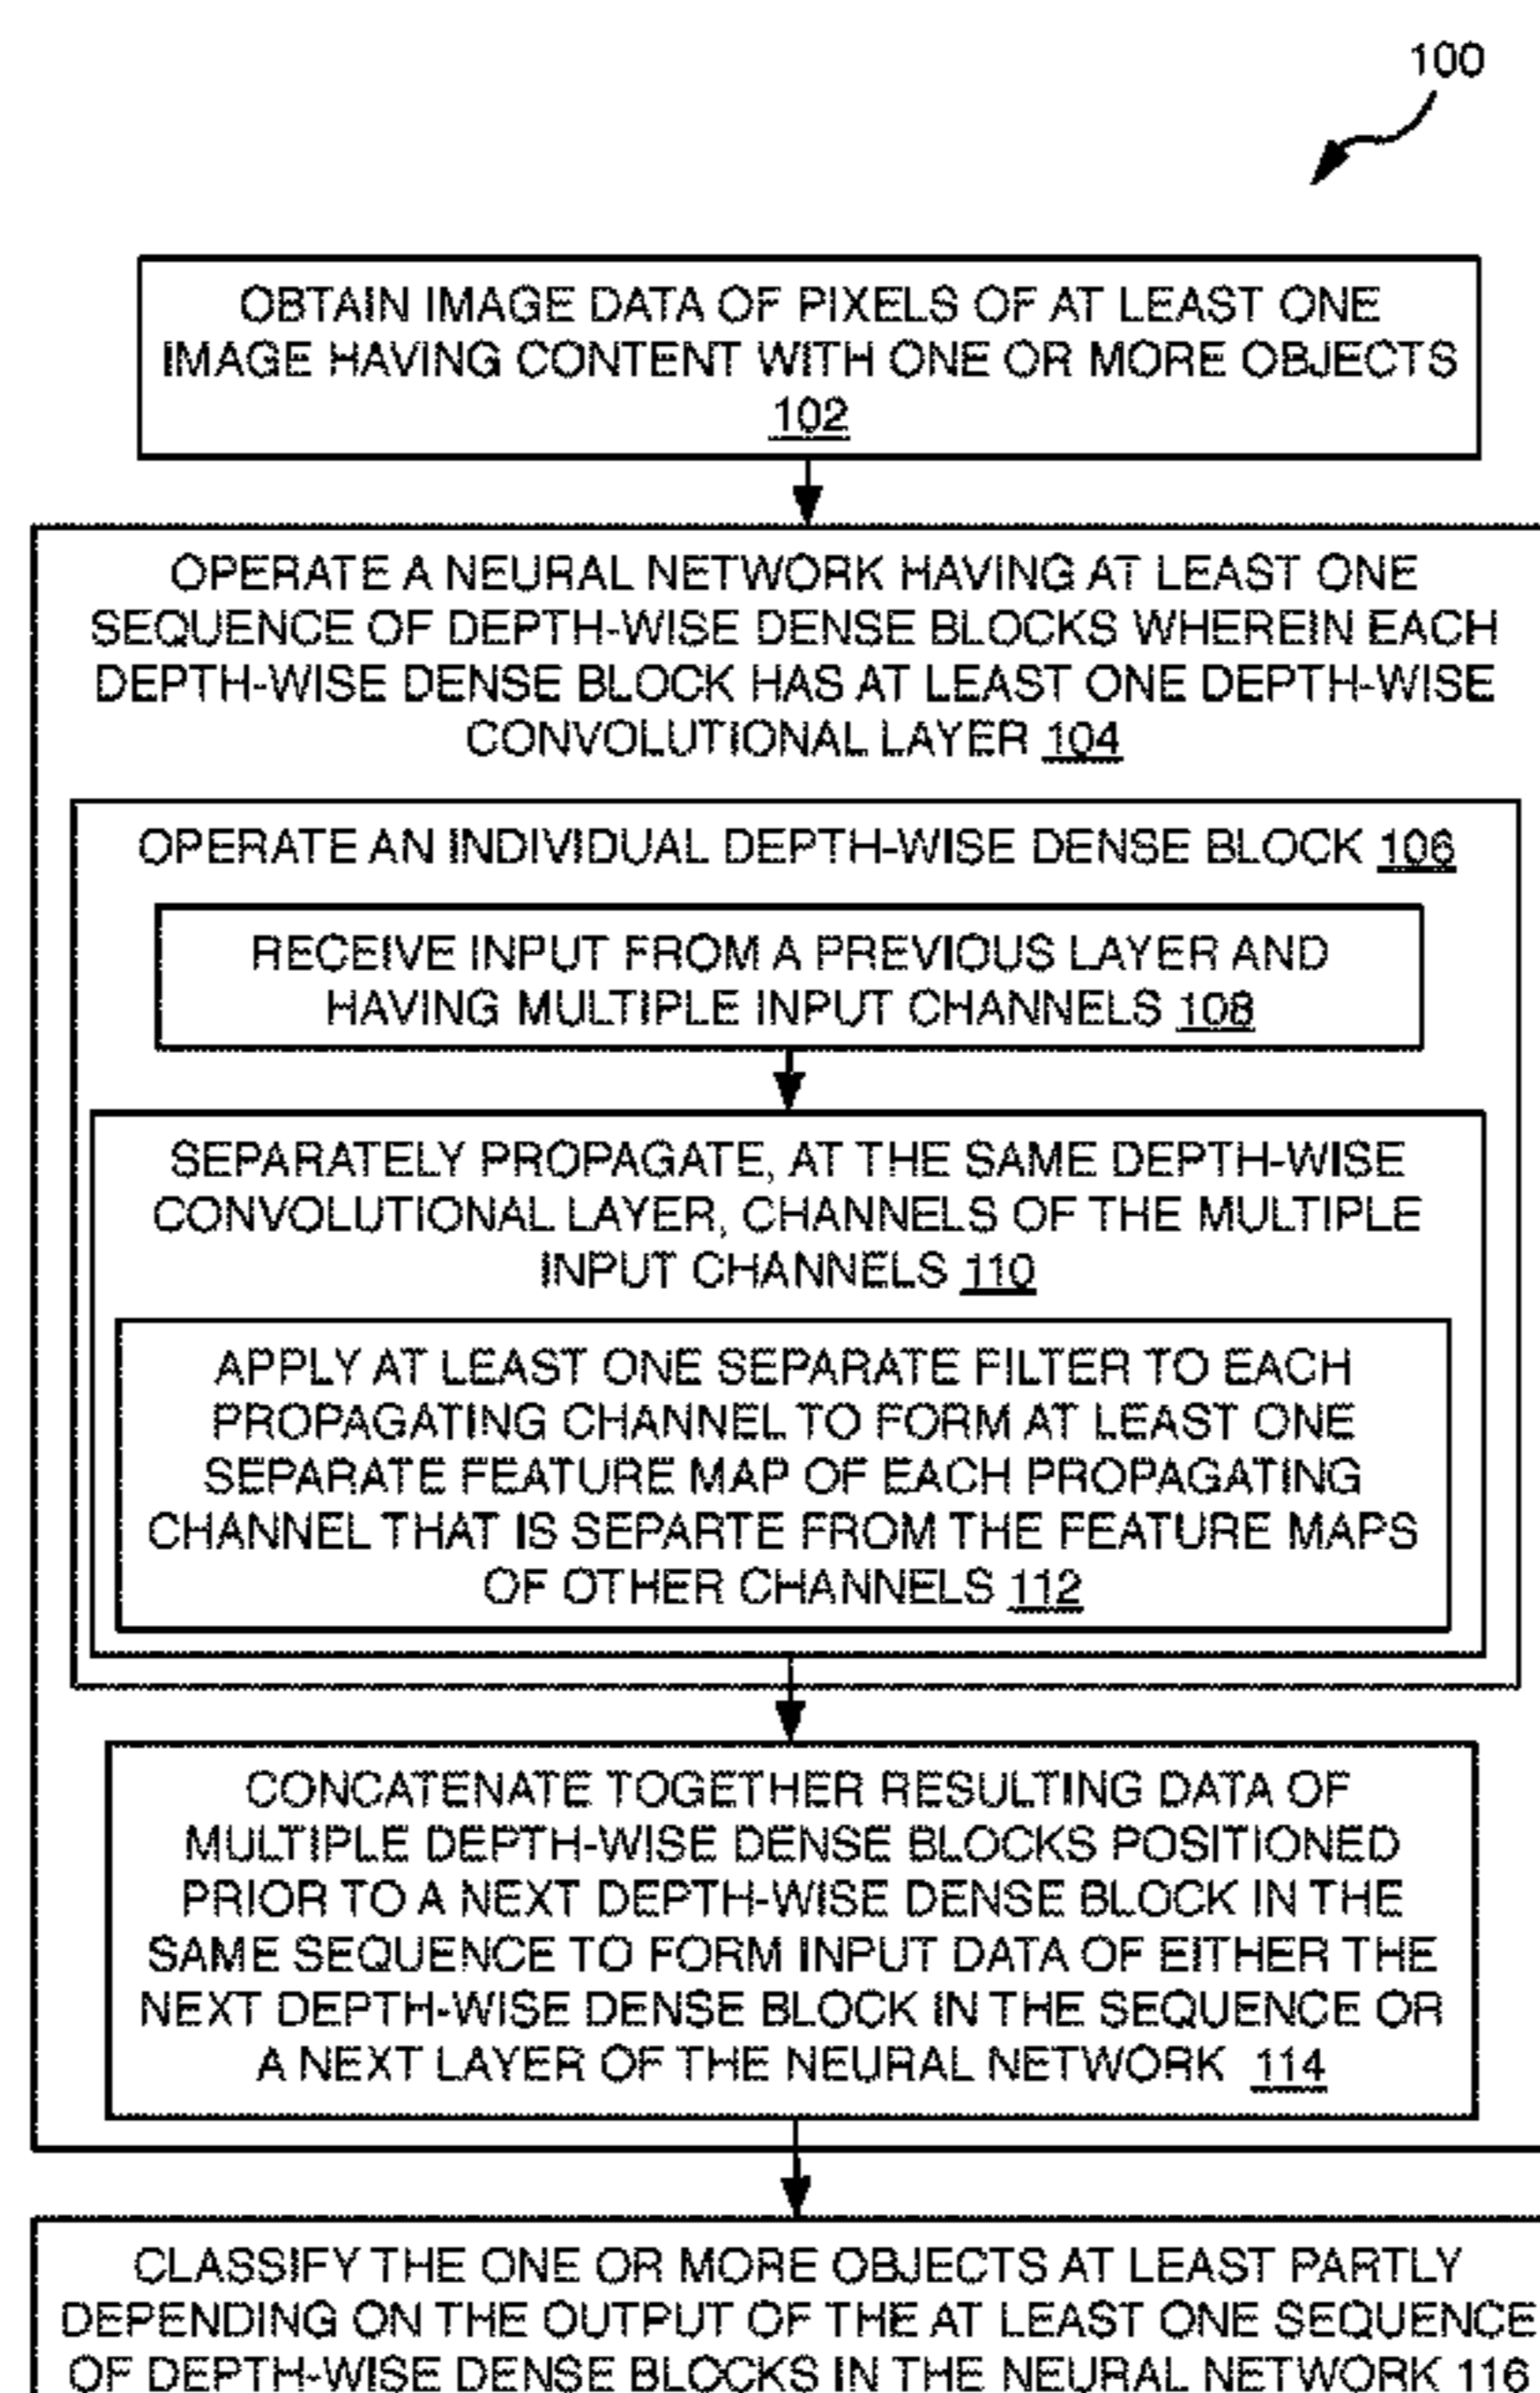 100
OBTAIN IMAGE DATA OF PIXELS OF AT LEAST ONE
IMAGE HAVING CONTENT WITH ONE OR MORE OBJECTS
102
OPERATE A NEURAL NETWORK HAVING AT LEAST ONE
SEQUENCE OF DEPTH-WISE DENSE BLOCKS WHEREIN EACH
DEPTH-WISE DENSE BLOCK HAS AT LEAST ONE DEPTH-WISE
CONVOLUTIONAL LAYER 104
OPERATE AN INDIVIDUAL DEPTH-WISE DENSE BLOCK 106
RECEIVE INPUT FROM A PREVIOUS LAYER AND
HAVING MULTIPLE INPUT CHANNELS 108
SEPARATELY PROPAGATE, AT THE SAME DEPTH-WISE
CONVOLUTIONAL LAYER, CHANNELS OF THE MULTIPLE
INPUT CHANNELS 110
APPLY AT LEAST ONE SEPARATE FILTER TO EACH
PROPAGATING CHANNEL TO FORM AT LEAST ONE
SEPARATE FEATURE MAP OF EACH PROPAGATING
CHANNEL THAT IS SEPARTE FROM THE FEATURE MAPS
OF OTHER CHANNELS 112
CONCATENATE TOGETHER RESULTING DATA OF
MULTIPLE DEPTH-WISE DENSE BLOCKS POSITIONED
PRIOR TO A NEXT DEPTH-WISE DENSE BLOCK IN THE
SAME SEQUENCE TO FORM INPUT DATA OF EITHER THE
NEXT DEPTH-WISE DENSE BLOCK IN THE SEQUENCE OR
A NEXT LAYER OF THE NEURAL NETWORK 114
CLASSIFY THE ONE OR MORE OBJECTS AT LEAST PARTLY
DEPENDING ON THE OUTPUT OF THE AT LEAST ONE SEQUENCE
OF DEPTH-WISE DENSE BLOCKS IN THE NEURAL NETWORK 116